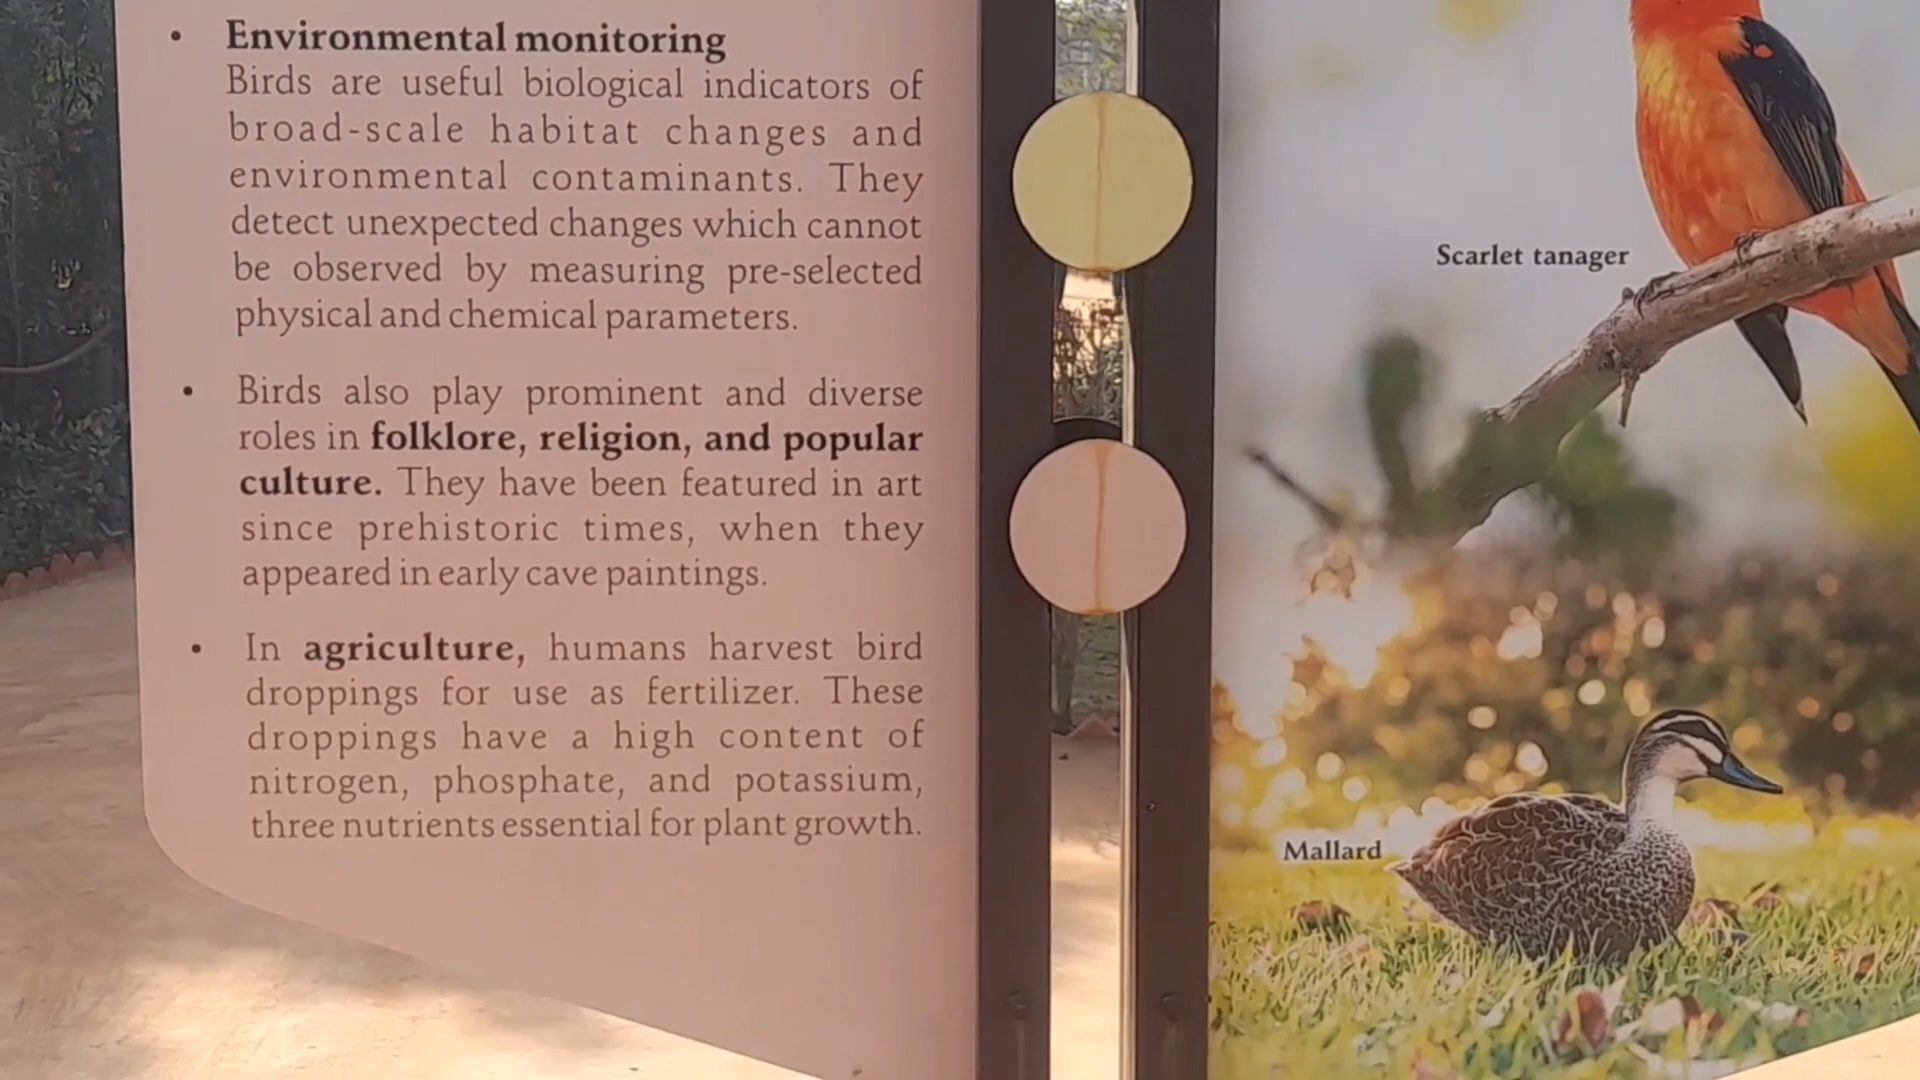 • Environmental monitoring
Birds are useful biological indicators of
broad-scale habitat changes and
environmental contaminants. They
detect unexpected changes which cannot
be observed by measuring pre-selected
physical and chemical parameters.
• Birds also play prominent and diverse
roles in folklore, religion, and popular
culture. They have been featured in art
since prehistoric times, when they
appeared in early cave paintings.
• In agriculture, humans harvest bird
droppings for use as fertilizer. These
droppings have a high content of
nitrogen, phosphate, and potassium,
three nutrients essential for plant growth.
Scarlet tanager
Mallard